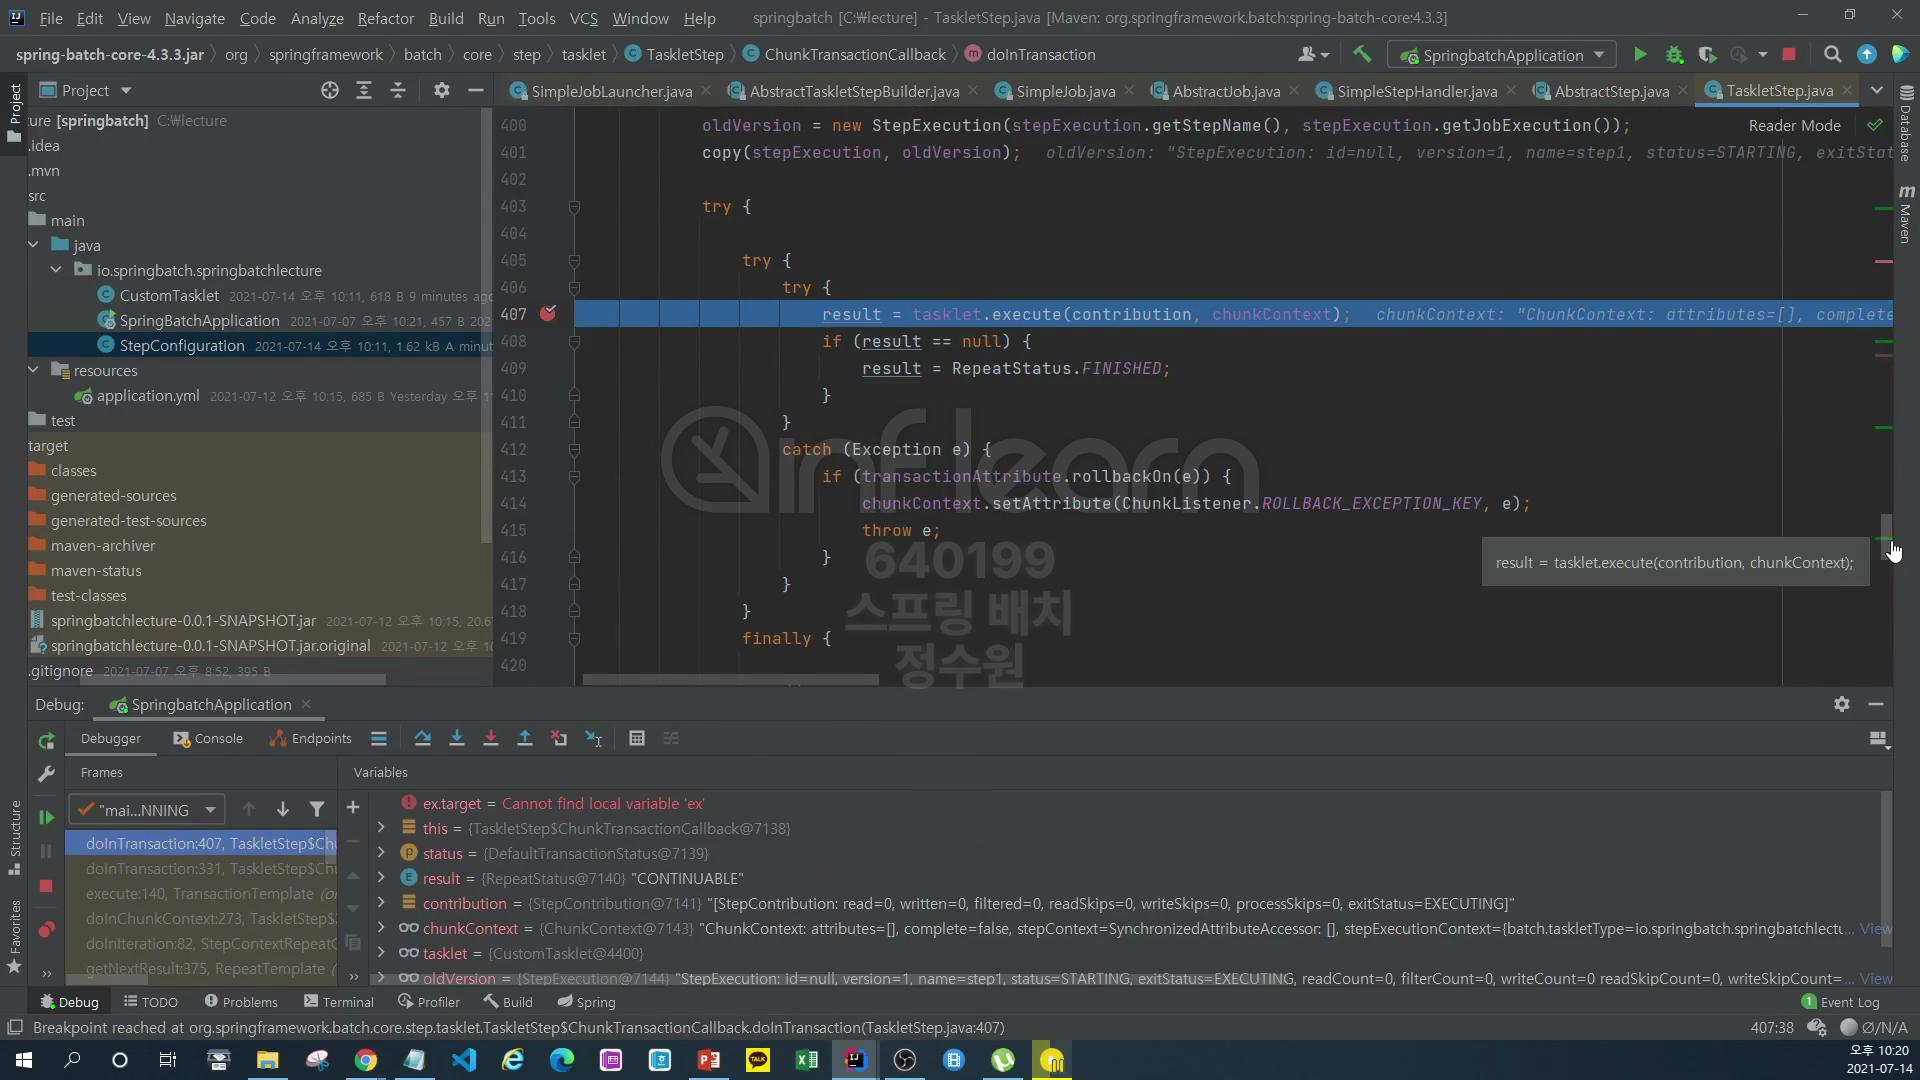 File Edit View Navigate Code Analyze Refactor Build Run Tools VCS Window Help springbatch [C:₩lecture] - TaskletStep.java [Maven: org.springframework.batch:spring-batch-core:4.3.3]
spring-batch-core-4.3.3.jar org springframework batch core step tasklet TaskletStep ChunkTransactionCallback doInTransaction SpringbatchApplication
Project
SimpleJobLauncher.java AbstractTaskletStepBuilder.java SimpleJob.java AbstractJob.java SimpleStepHandler.java AbstractStep.java TaskletStep.java
Project
Database
Maven
Structure
Favorites
ture [springbatch] C:₩lecture
.idea
.mvn
src
main
java
io.springbatch.springbatchlecture
CustomTasklet 2021-07-14 오후 10:11, 618 B 9 minutes ago
SpringBatchApplication 2021-07-07 오후 10:21, 457 B 202
StepConfiguration 2021-07-14 오후 10:11, 1.62 kB A minut
resources
application.yml 2021-07-12 오후 10:15, 685 B Yesterday 오후 1
test
target
classes
generated-sources
generated-test-sources
maven-archiver
maven-status
test-classes
springbatchlecture-0.0.1-SNAPSHOT.jar 2021-07-12 오후 10:15, 20.6
springbatchlecture-0.0.1-SNAPSHOT.jar.original 2021-07-12 오후 10
.gitignore 2021-07-07 오후 8:52, 395 B
Reader Mode
400 oldVersion = new StepExecution(stepExecution.getStepName(), stepExecution.getJobExecution());
401 copy(stepExecution, oldVersion); oldVersion: "StepExecution: id=null, version=1, name=step1, status=STARTING, exitStat
402
403 try {
404
405 try {
406 try {
407 result = tasklet.execute(contribution, chunkContext); chunkContext: "ChunkContext: attributes=[], complete
408 if (result == null) {
409 result = RepeatStatus.FINISHED;
410 }
411 }
412 catch (Exception e) {
413 if (transactionAttribute.rollbackOn(e)) {
414 chunkContext.setAttribute(ChunkListener.ROLLBACK_EXCEPTION_KEY, e);
415 throw e;
416 }
417 }
418 }
419 finally {
420
result = tasklet.execute(contribution, chunkContext);
inflearn
640199
스프링 배치
정수원
Debug: SpringbatchApplication
Debugger Console Endpoints
Frames
Variables
"mai...NNING
doInTransaction:407, TaskletStep$Chu
doInTransaction:331, TaskletStep$Chu
execute:140, TransactionTemplate (or
doInChunkContext:273, TaskletStep$
doInIteration:82, StepContextRepeatC
getNextResult:375, RepeatTemplate (
ex.target = Cannot find local variable 'ex'
this = {TaskletStep$ChunkTransactionCallback@7138}
status = {DefaultTransactionStatus@7139}
result = {RepeatStatus@7140} "CONTINUABLE"
contribution = {StepContribution@7141} "[StepContribution: read=0, written=0, filtered=0, readSkips=0, writeSkips=0, processSkips=0, exitStatus=EXECUTING]"
chunkContext = {ChunkContext@7143} "ChunkContext: attributes=[], complete=false, stepContext=SynchronizedAttributeAccessor: [], stepExecutionContext={batch.taskletType=io.springbatch.springbatchlectu... View
tasklet = {CustomTasklet@4400}
oldVersion = {StepExecution@7144} "StepExecution: id=null, version=1, name=step1, status=STARTING, exitStatus=EXECUTING, readCount=0, filterCount=0, writeCount=0 readSkipCount=0, writeSkipCount=... View
Debug TODO Problems Terminal Profiler Build Spring 1 Event Log
Breakpoint reached at org.springframework.batch.core.step.tasklet.TaskletStep$ChunkTransactionCallback.doInTransaction(TaskletStep.java:407) 407:38 ∅/N/A
TALK
오후 10:20
2021-07-14